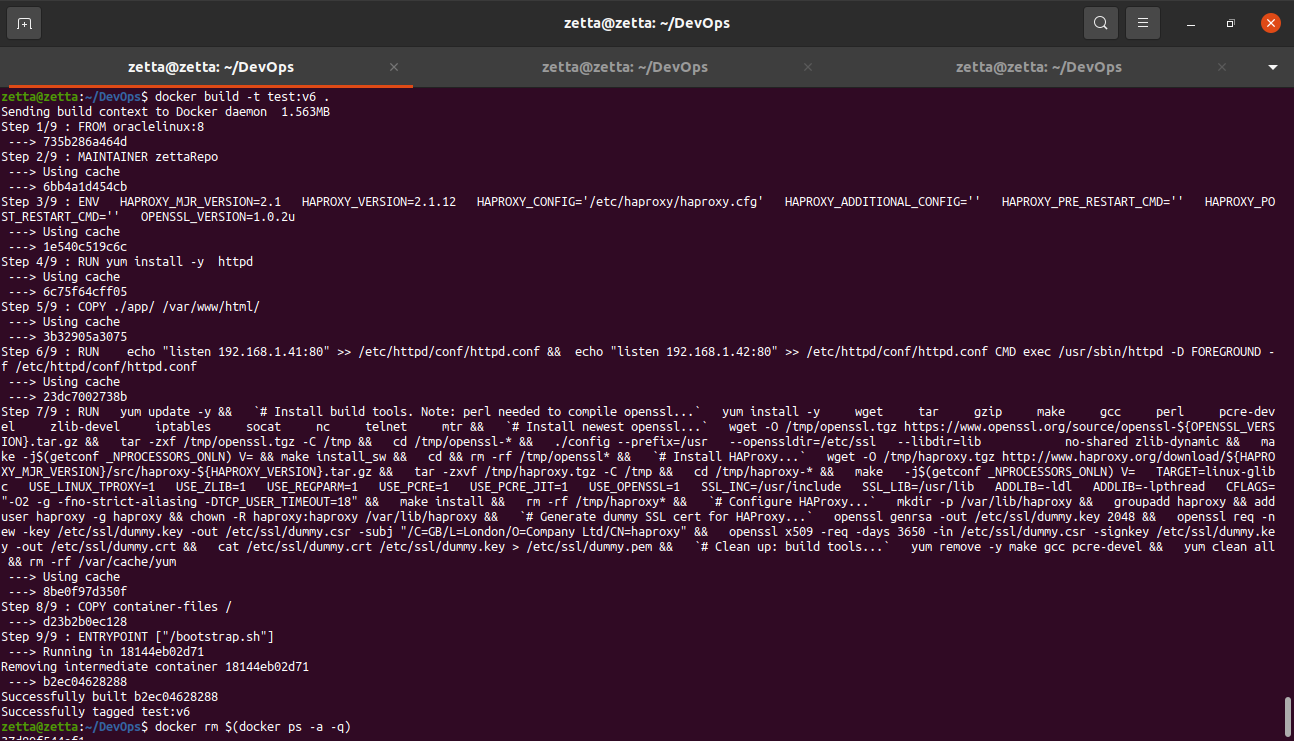 zetta@zetta: ~/DevOps
zetta@zetta: ~/DevOps
zetta@zetta: ~/DevOps
zetta@zetta: ~/DevOps
zetta@zetta:~/DevOps$ docker build -t test:v6 .
Sending build context to Docker daemon  1.563MB
Step 1/9 : FROM oraclelinux:8
 ---> 735b286a464d
Step 2/9 : MAINTAINER zettaRepo
 ---> Using cache
 ---> 6bb4a1d454cb
Step 3/9 : ENV   HAPROXY_MJR_VERSION=2.1   HAPROXY_VERSION=2.1.12   HAPROXY_CONFIG='/etc/haproxy/haproxy.cfg'   HAPROXY_ADDITIONAL_CONFIG=''   HAPROXY_PRE_RESTART_CMD=''   HAPROXY_PO
ST_RESTART_CMD=''   OPENSSL_VERSION=1.0.2u
 ---> Using cache
 ---> 1e540c519c6c
Step 4/9 : RUN yum install -y  httpd
 ---> Using cache
 ---> 6c75f64cff05
Step 5/9 : COPY ./app/ /var/www/html/
 ---> Using cache
 ---> 3b32905a3075
Step 6/9 : RUN    echo "listen 192.168.1.41:80" >> /etc/httpd/conf/httpd.conf &&  echo "listen 192.168.1.42:80" >> /etc/httpd/conf/httpd.conf CMD exec /usr/sbin/httpd -D FOREGROUND -
f /etc/httpd/conf/httpd.conf
 ---> Using cache
 ---> 23dc7002738b
Step 7/9 : RUN   yum update -y &&   `# Install build tools. Note: perl needed to compile openssl...`   yum install -y     wget     tar     gzip     make     gcc     perl     pcre-dev
el     zlib-devel     iptables     socat     nc     telnet     mtr &&   `# Install newest openssl...`   wget -O /tmp/openssl.tgz https://www.openssl.org/source/openssl-${OPENSSL_VERS
ION}.tar.gz &&   tar -zxf /tmp/openssl.tgz -C /tmp &&   cd /tmp/openssl-* &&   ./config --prefix=/usr   --openssldir=/etc/ssl   --libdir=lib            no-shared zlib-dynamic &&   ma
ke -j$(getconf _NPROCESSORS_ONLN) V= && make install_sw &&   cd && rm -rf /tmp/openssl* &&   `# Install HAProxy...`   wget -O /tmp/haproxy.tgz http://www.haproxy.org/download/${HAPRO
XY_MJR_VERSION}/src/haproxy-${HAPROXY_VERSION}.tar.gz &&   tar -zxvf /tmp/haproxy.tgz -C /tmp &&   cd /tmp/haproxy-* &&   make   -j$(getconf _NPROCESSORS_ONLN) V=   TARGET=linux-glib
c   USE_LINUX_TPROXY=1   USE_ZLIB=1   USE_REGPARM=1   USE_PCRE=1   USE_PCRE_JIT=1   USE_OPENSSL=1   SSL_INC=/usr/include   SSL_LIB=/usr/lib   ADDLIB=-ldl   ADDLIB=-lpthread   CFLAGS=
"-O2 -g -fno-strict-aliasing -DTCP_USER_TIMEOUT=18" &&   make install &&   rm -rf /tmp/haproxy* &&   `# Configure HAProxy...`   mkdir -p /var/lib/haproxy &&   groupadd haproxy && add
user haproxy -g haproxy && chown -R haproxy:haproxy /var/lib/haproxy &&   `# Generate dummy SSL cert for HAProxy...`   openssl genrsa -out /etc/ssl/dummy.key 2048 &&   openssl req -n
ew -key /etc/ssl/dummy.key -out /etc/ssl/dummy.csr -subj "/C=GB/L=London/O=Company Ltd/CN=haproxy" &&   openssl x509 -req -days 3650 -in /etc/ssl/dummy.csr -signkey /etc/ssl/dummy.ke
y -out /etc/ssl/dummy.crt &&   cat /etc/ssl/dummy.crt /etc/ssl/dummy.key > /etc/ssl/dummy.pem &&   `# Clean up: build tools...`   yum remove -y make gcc pcre-devel &&   yum clean all
 && rm -rf /var/cache/yum
 ---> Using cache
 ---> 8be0f97d350f
Step 8/9 : COPY container-files /
 ---> d23b2b0ec128
Step 9/9 : ENTRYPOINT ["/bootstrap.sh"]
 ---> Running in 18144eb02d71
Removing intermediate container 18144eb02d71
 ---> b2ec04628288
Successfully built b2ec04628288
Successfully tagged test:v6
zetta@zetta:~/DevOps$ docker rm $(docker ps -a -q)